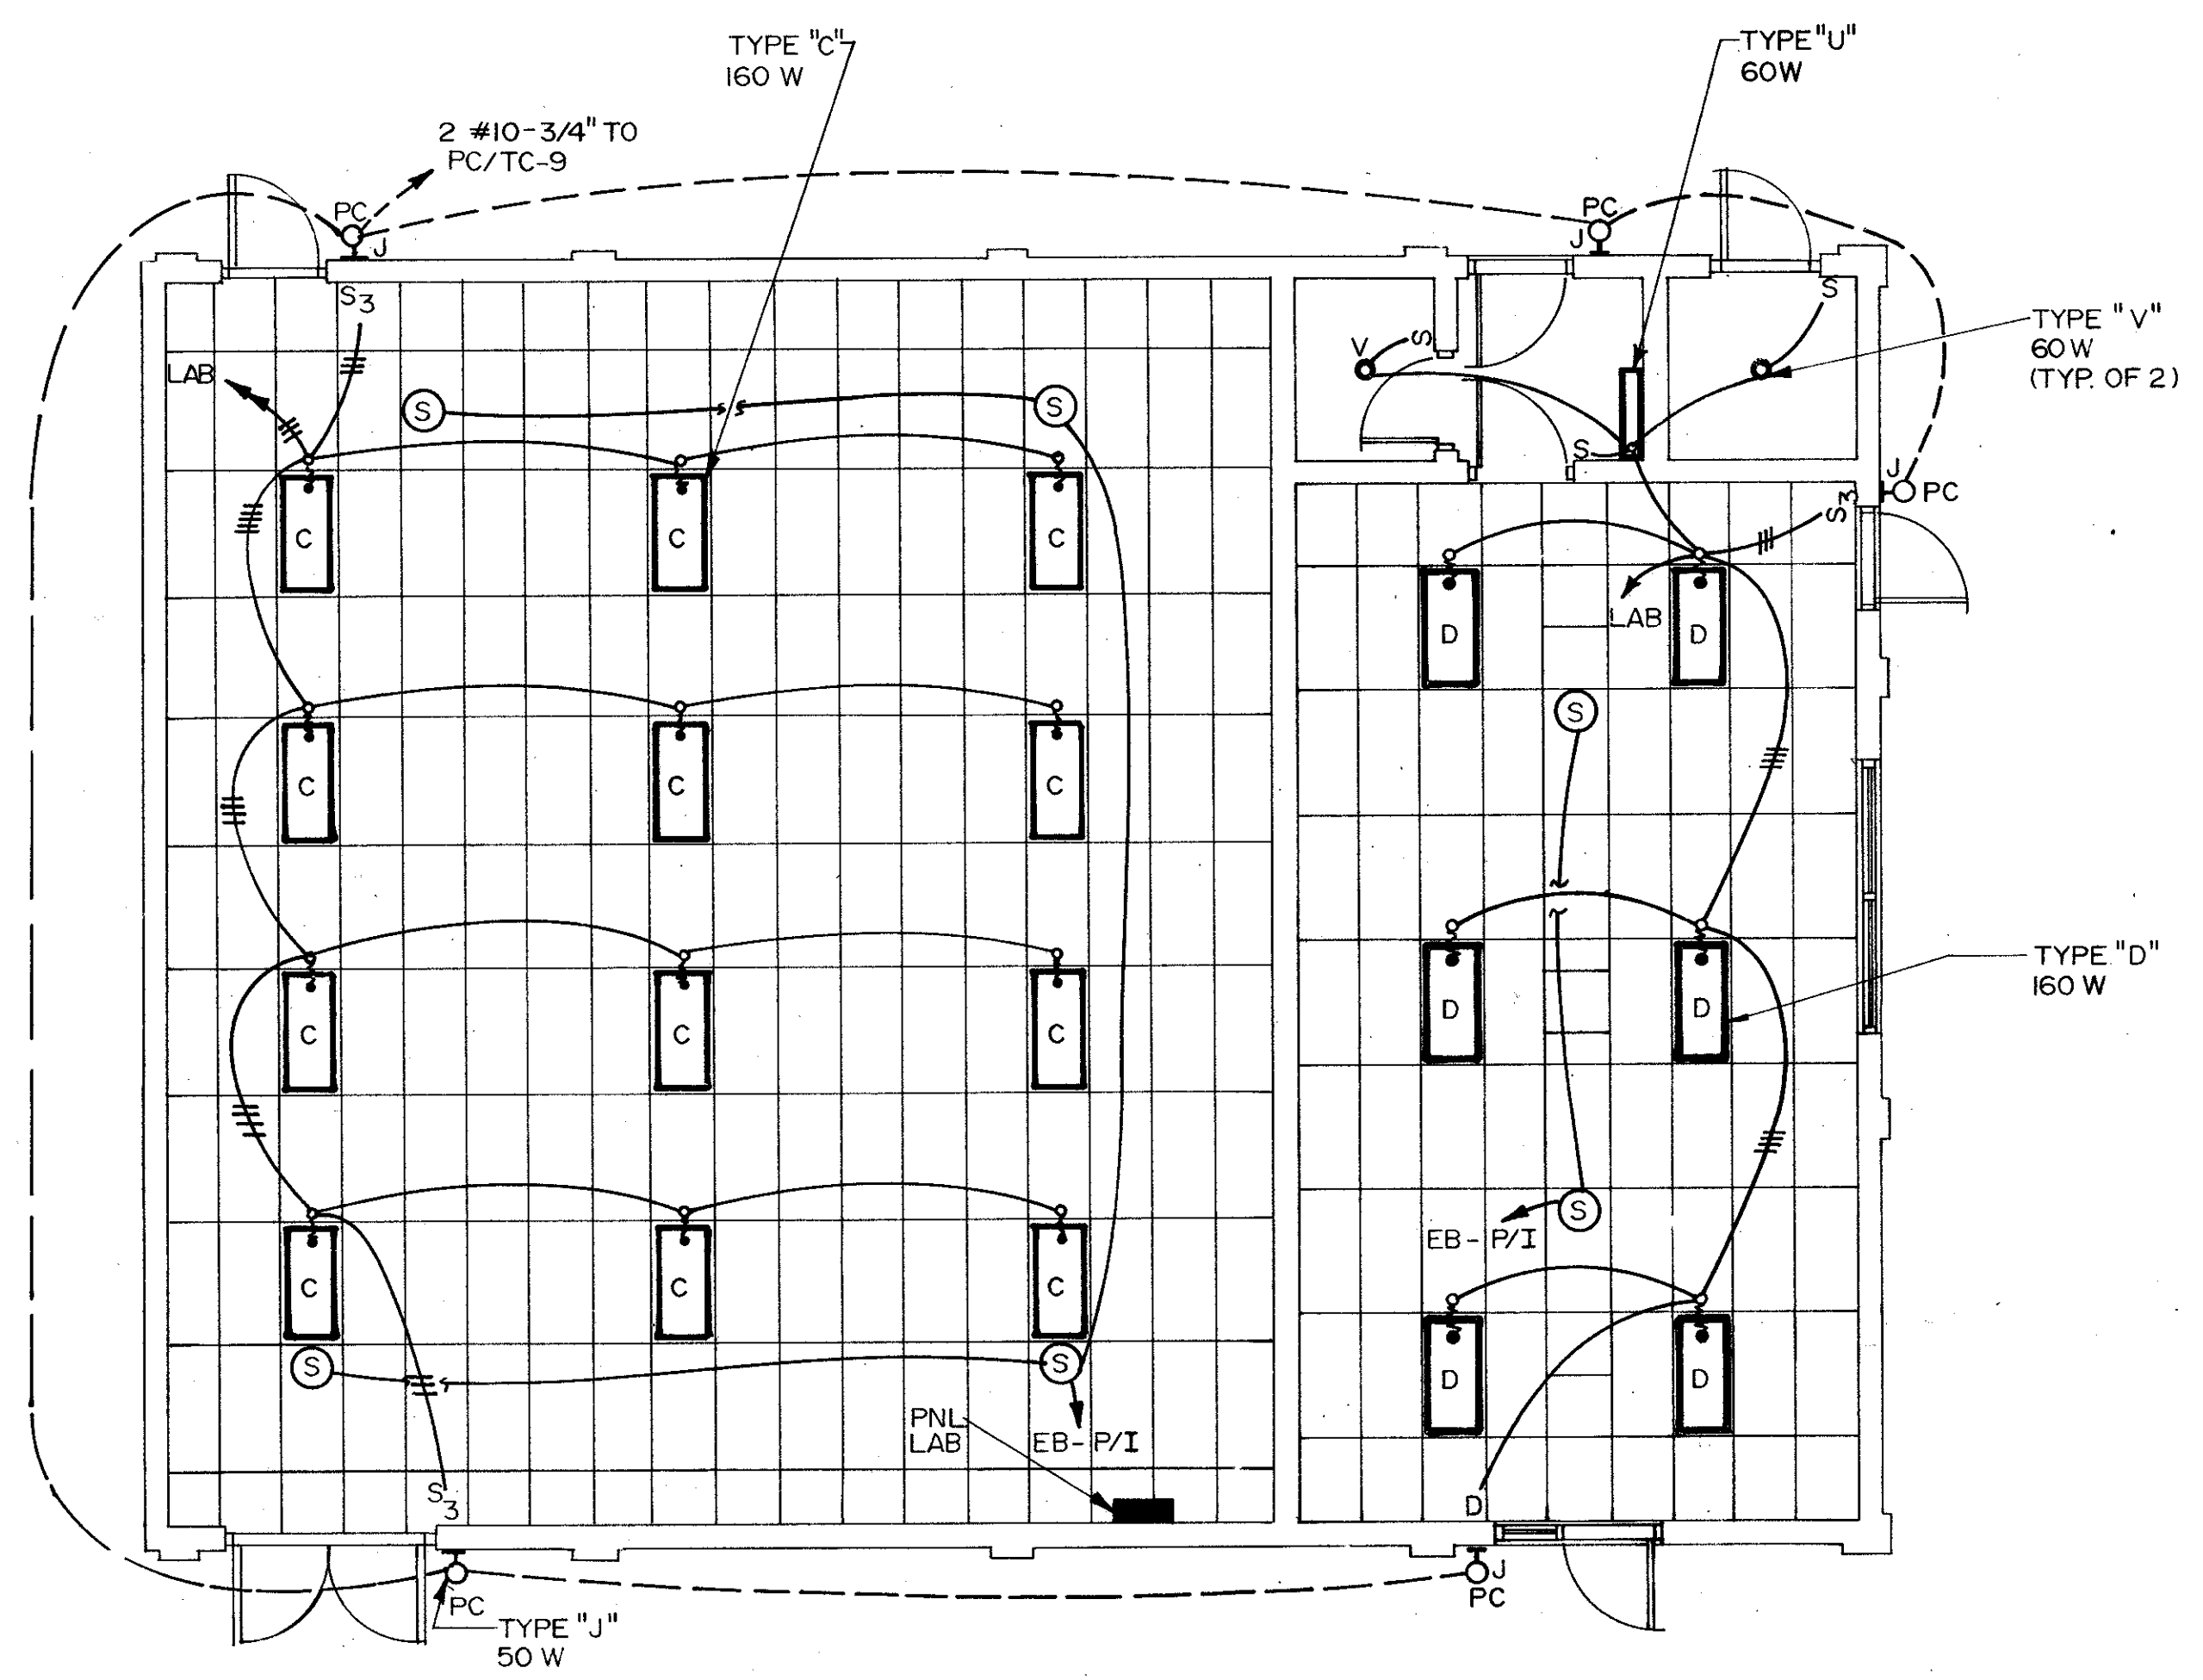 TYPE "C"
160 W
TYPE "U"
60W
2 #10-3/4" TO
PC/TC-9
PC
J
PC
J
S3
S
TYPE "V"
60 W
(TYP. OF 2)
V
S
LAB
S
S
S
J
PC
S3
C
C
C
LAB
D
D
S
C
C
C
TYPE "D"
160 W
D
D
C
C
C
S
EB- P/I
C
C
C
S
S
D
D
PNL
LAB
EB- P/I
S3
D
J
PC
PC
TYPE "J"
50 W